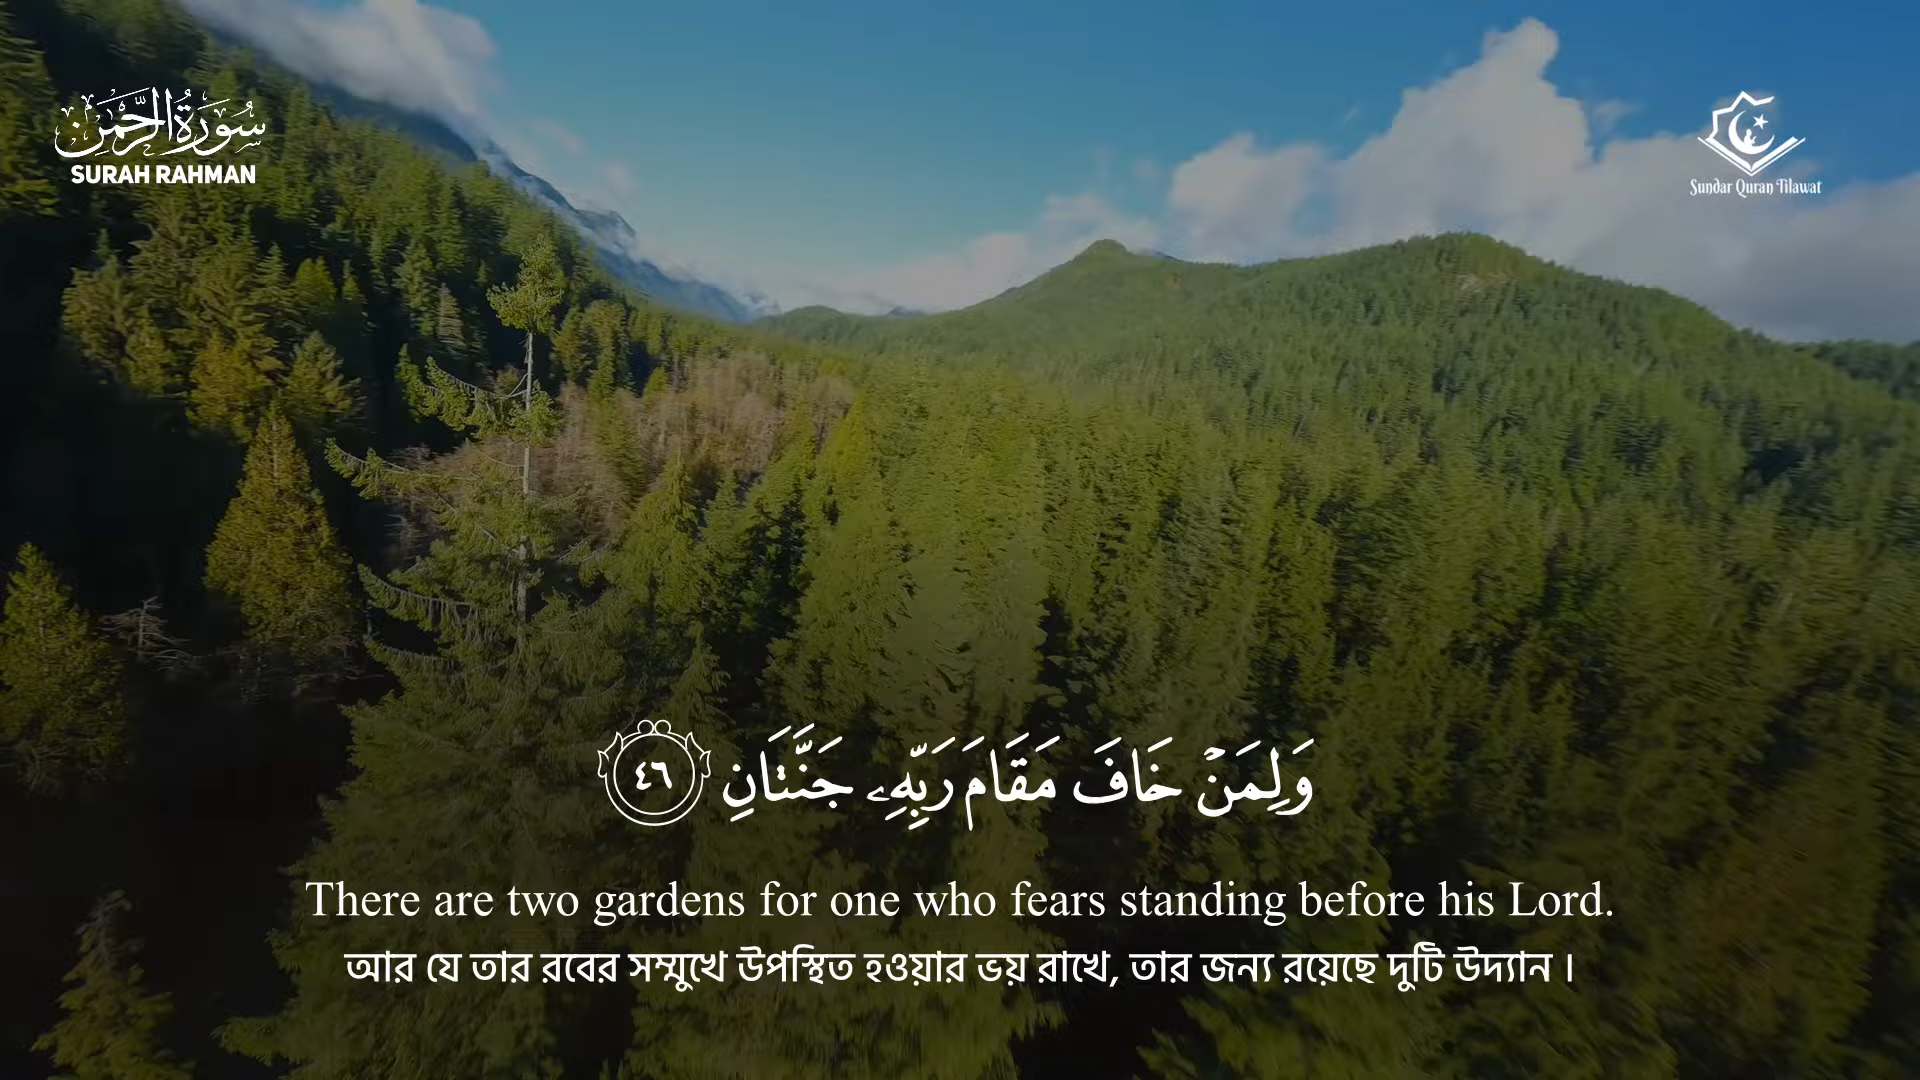 سُورَةُ الرَّحْمَٰن
SURAH RAHMAN
Sundar Quran Tilawat
وَلِمَنْ خَافَ مَقَامَ رَبِّهِۦ جَنَّتَانِ ٤٦
There are two gardens for one who fears standing before his Lord.
আর যে তার রবের সম্মুখে উপস্থিত হওয়ার ভয় রাখে, তার জন্য রয়েছে দুটি উদ্যান ।